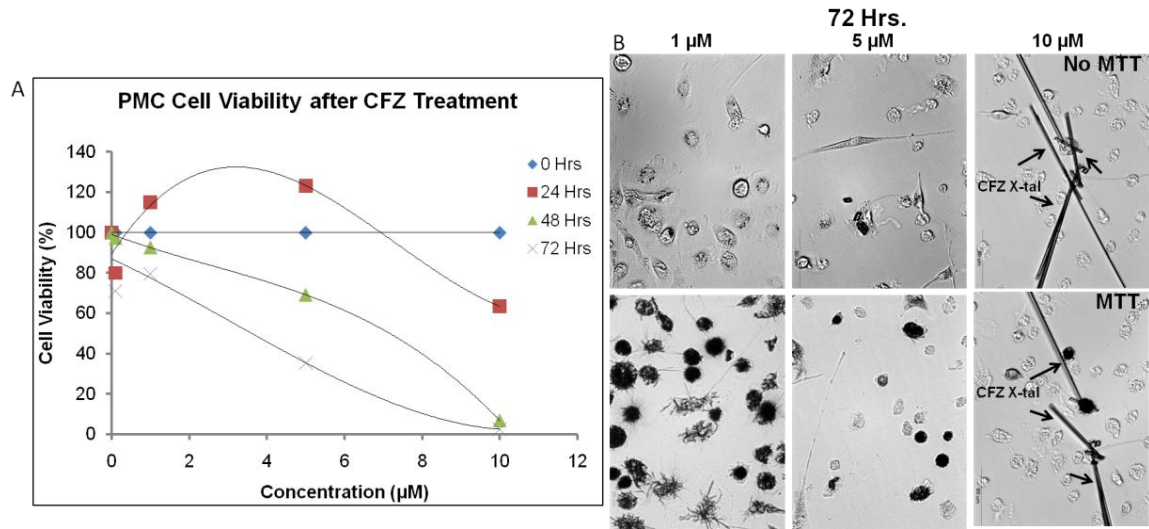 A
PMC Cell Viability after CFZ Treatment
Cell Viability (%)
140
120
100
80
60
40
20
0
0 2 4 6 8 10 12
Concentration (µM)
0 Hrs
24 Hrs
48 Hrs
72 Hrs
B
72 Hrs.
1 µM 5 µM 10 µM
No MTT
CFZ X-tal
MTT
CFZ X-tal